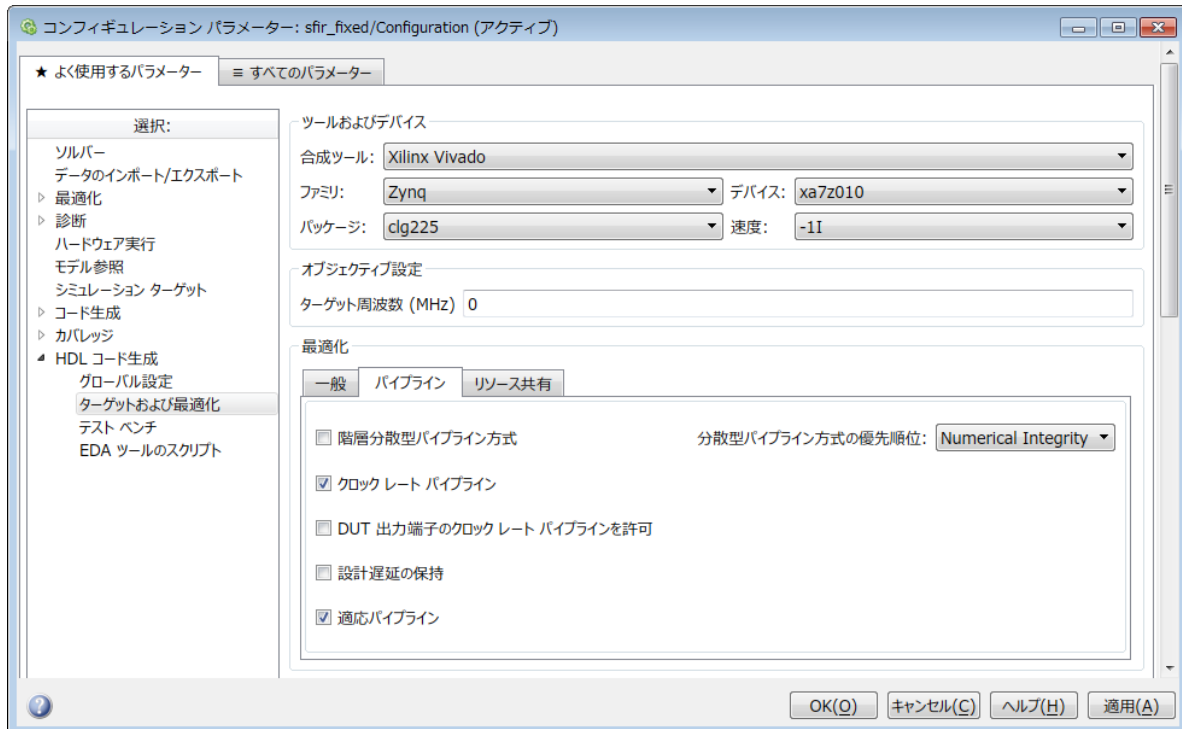 コンフィギュレーション パラメーター: sfir_fixed/Configuration (アクティブ)
★ よく使用するパラメーター ≡ すべてのパラメーター
選択:
ソルバー
データのインポート/エクスポート
最適化
診断
ハードウェア実行
モデル参照
シミュレーション ターゲット
コード生成
カバレッジ
HDL コード生成
グローバル設定
ターゲットおよび最適化
テスト ベンチ
EDA ツールのスクリプト
ツールおよびデバイス
合成ツール: Xilinx Vivado
ファミリ: Zynq デバイス: xa7z010
パッケージ: clg225 速度: -1I
オブジェクティブ設定
ターゲット周波数 (MHz) 0
最適化
一般 パイプライン リソース共有
階層分散型パイプライン方式 分散型パイプライン方式の優先順位: Numerical Integrity
クロック レート パイプライン
DUT 出力端子のクロック レート パイプラインを許可
設計遅延の保持
適応パイプライン
OK(O) キャンセル(C) ヘルプ(H) 適用(A)